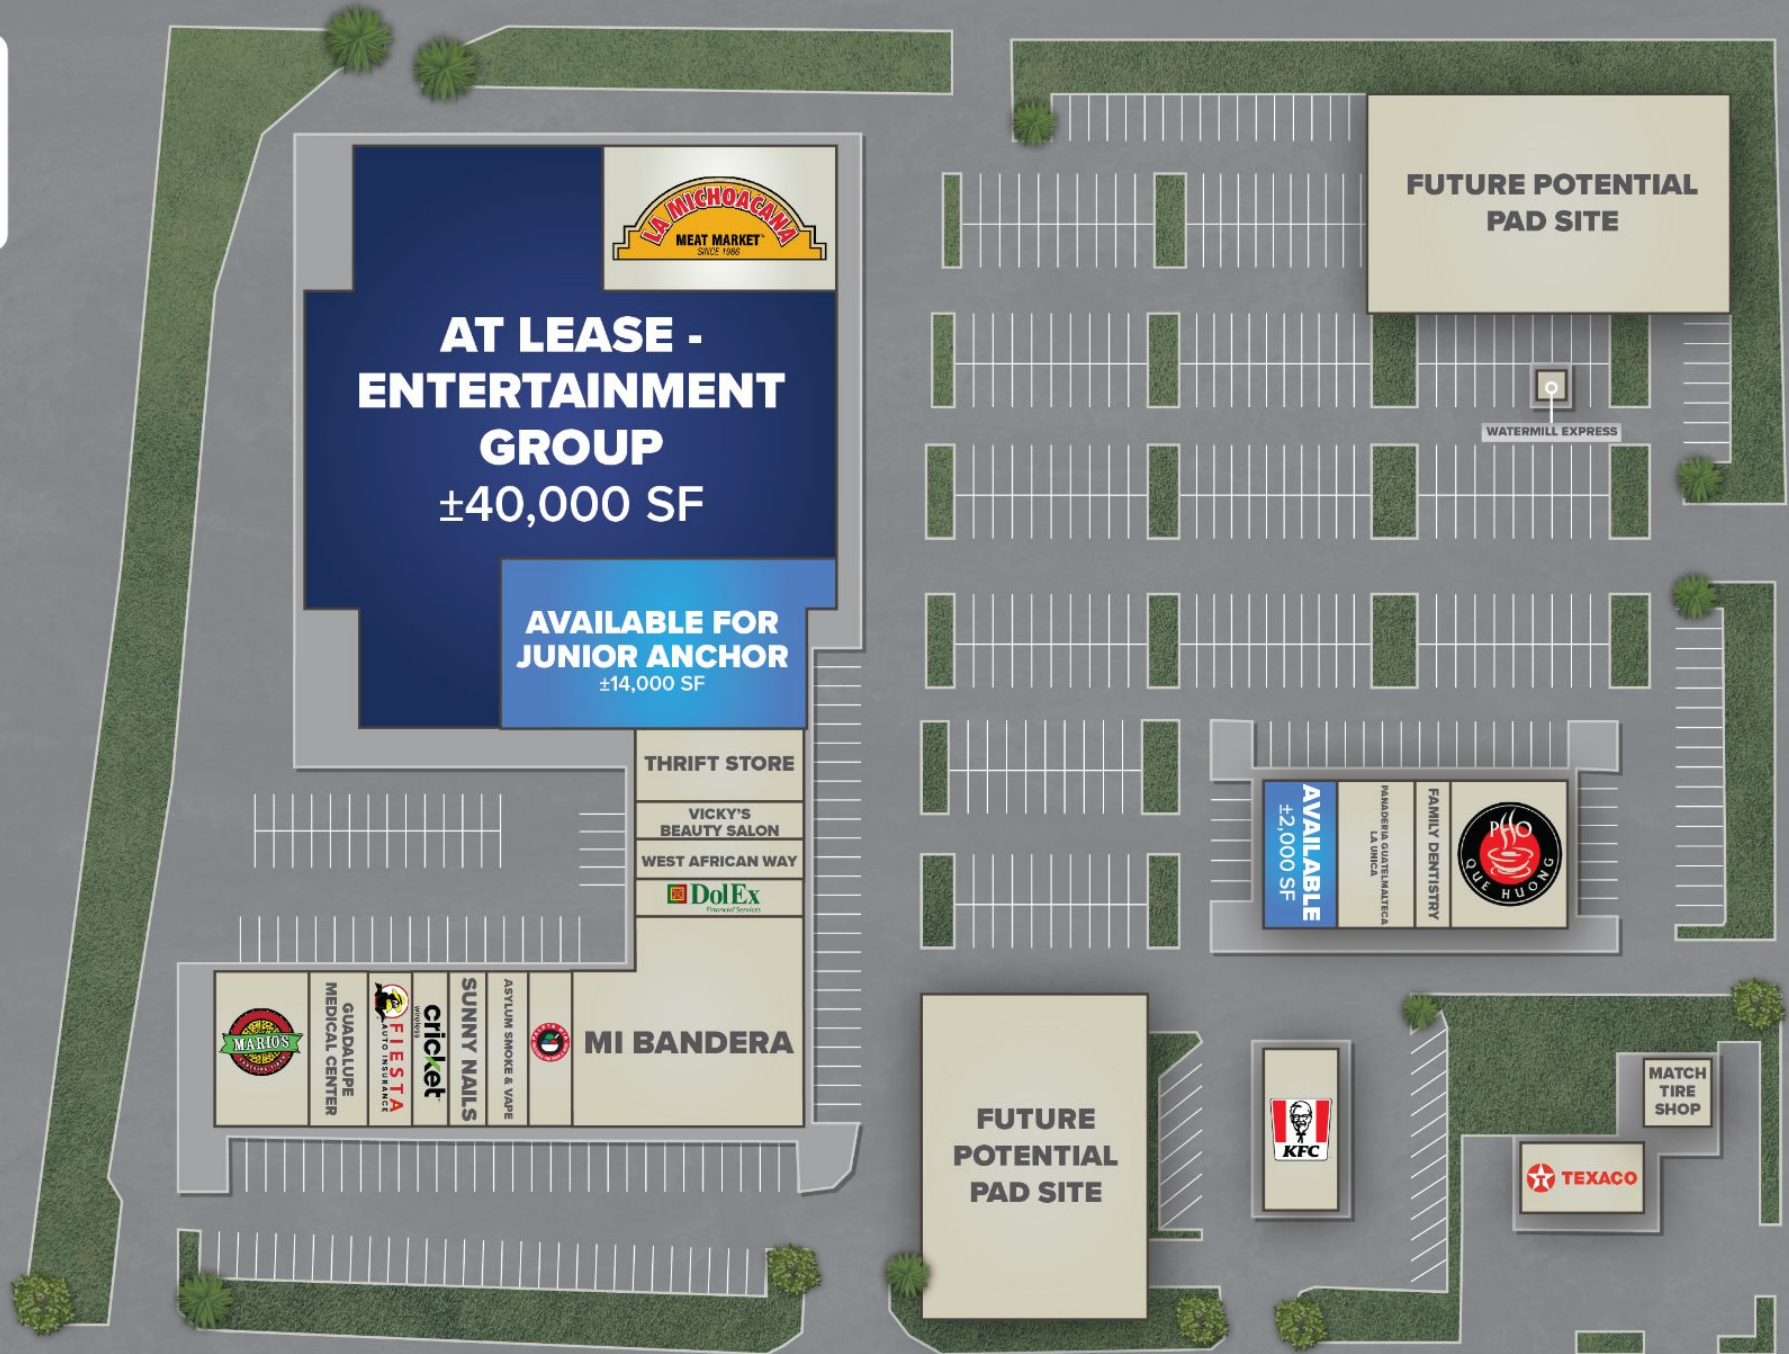 LA MICHOACANA
MEAT MARKET
SINCE 1986
FUTURE POTENTIAL
PAD SITE
AT LEASE -
ENTERTAINMENT
GROUP
±40,000 SF
WATERMILL EXPRESS
AVAILABLE FOR
JUNIOR ANCHOR
±14,000 SF
THRIFT STORE
VICKY'S
BEAUTY SALON
WEST AFRICAN WAY
DolEx
Financial Services
AVAILABLE
±2,000 SF
PANADERIA GUATELMALTECA
LA UNICA
FAMILY DENTISTRY
PHO
QUE HUONG
MARIO'S
GUADALUPE
MEDICAL CENTER
FIESTA
AUTO INSURANCE
cricket
wireless
SUNNY NAILS
ASYLUM SMOKE & VAPE
MI BANDERA
FUTURE
POTENTIAL
PAD SITE
KFC
MATCH
TIRE
SHOP
TEXACO